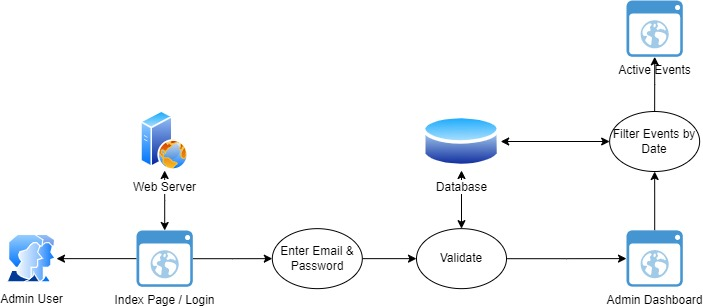 Active Events
Filter Events by
Date
Web Server
Database
Enter Email &
Password
Validate
Admin User
Index Page / Login
Admin Dashboard